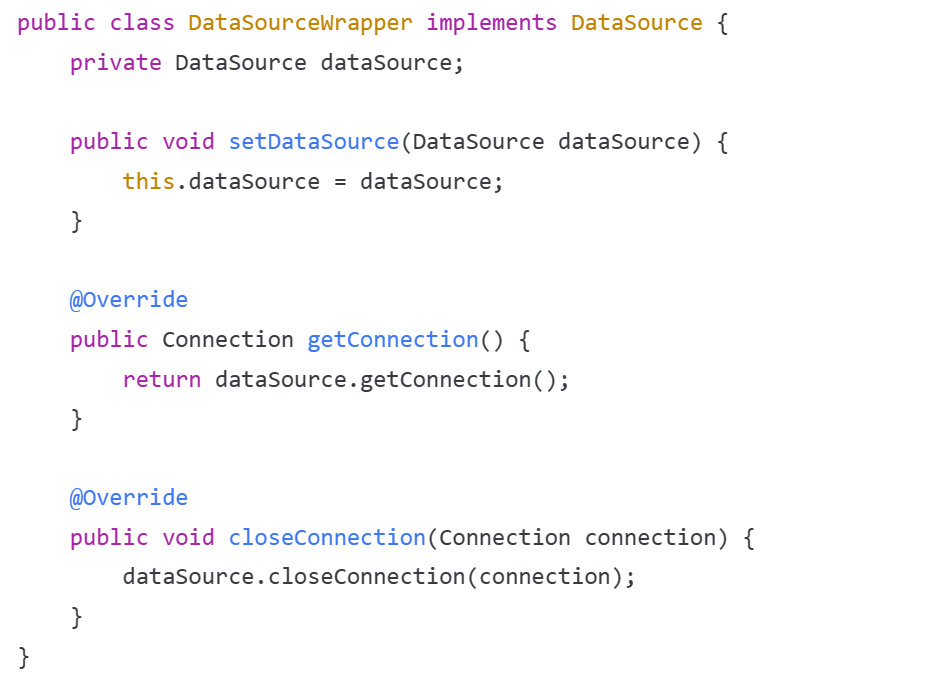 public class DataSourceWrapper implements DataSource {
    private DataSource dataSource;

    public void setDataSource(DataSource dataSource) {
        this.dataSource = dataSource;
    }

    @Override
    public Connection getConnection() {
        return dataSource.getConnection();
    }

    @Override
    public void closeConnection(Connection connection) {
        dataSource.closeConnection(connection);
    }
}